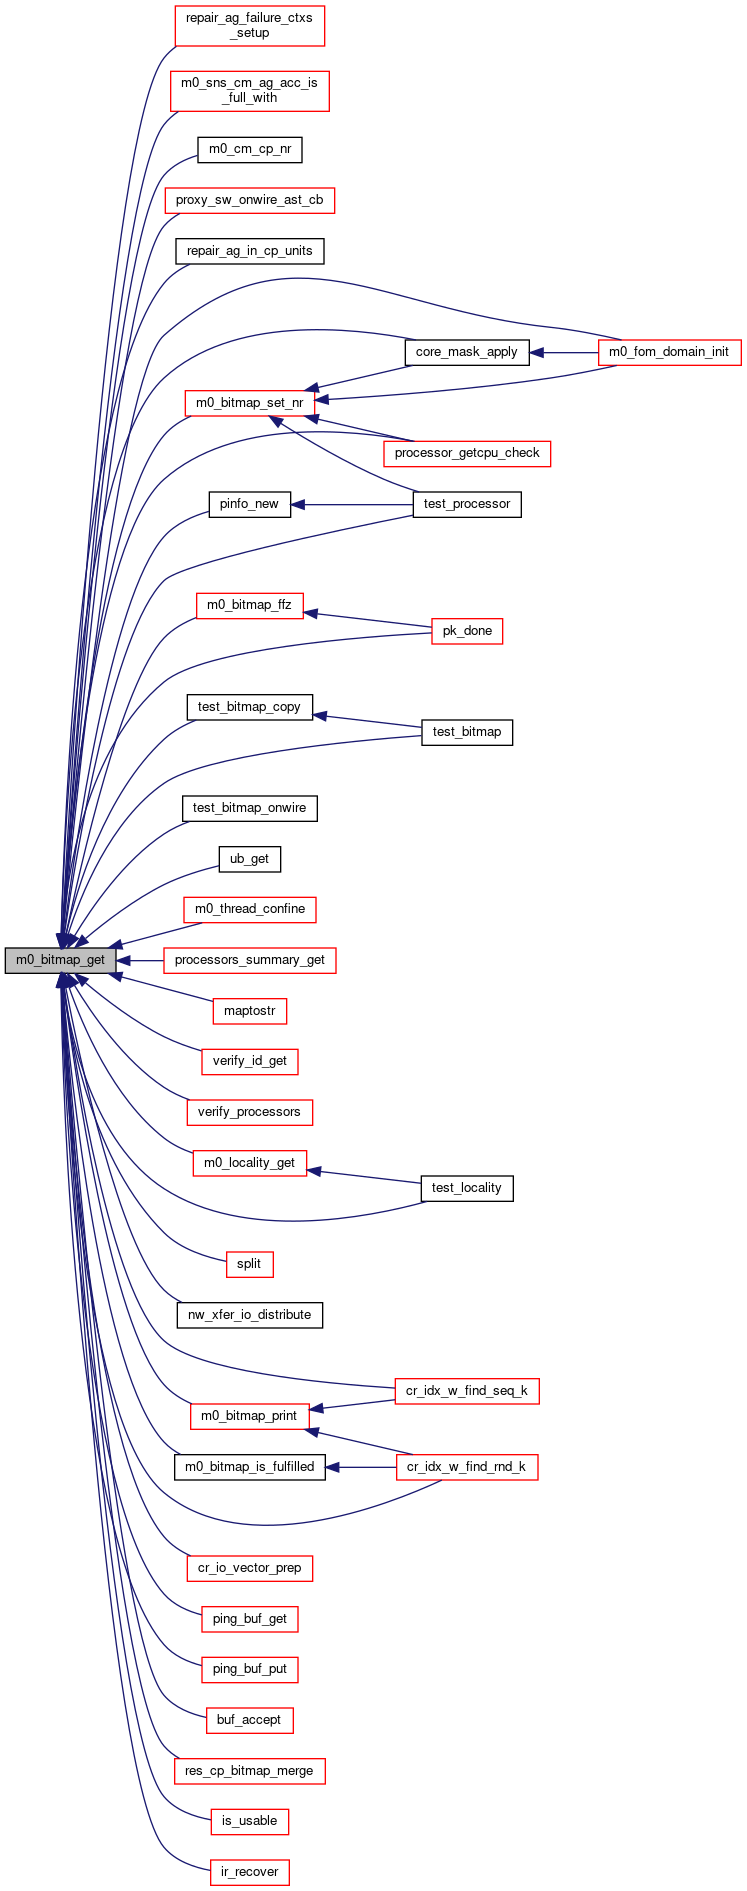 repair_ag_failure_ctxs
_setup
m0_sns_cm_ag_acc_is
_full_with
m0_cm_cp_nr
proxy_sw_onwire_ast_cb
repair_ag_in_cp_units
core_mask_apply
m0_fom_domain_init
m0_bitmap_set_nr
processor_getcpu_check
pinfo_new
test_processor
m0_bitmap_ffz
pk_done
test_bitmap_copy
test_bitmap
test_bitmap_onwire
ub_get
m0_thread_confine
m0_bitmap_get
processors_summary_get
maptostr
verify_id_get
verify_processors
m0_locality_get
test_locality
split
nw_xfer_io_distribute
cr_idx_w_find_seq_k
m0_bitmap_print
m0_bitmap_is_fulfilled
cr_idx_w_find_rnd_k
cr_io_vector_prep
ping_buf_get
ping_buf_put
buf_accept
res_cp_bitmap_merge
is_usable
ir_recover